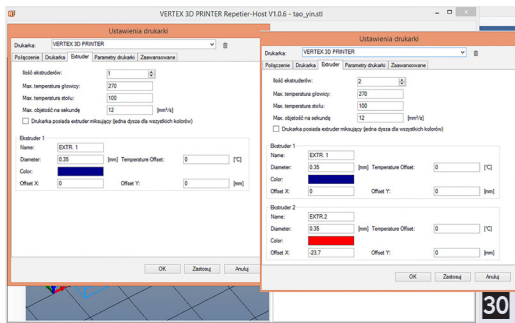 VERTEX 3D PRINTER Repetier-Host V1.0.6 - tao_yin.stl
Ustawienia drukarki
Drukarka: VERTEX 3D PRINTER
Połączenie Drukarka Extruder Parametry drukarki Zaawansowane
Ilość ekstruderów: 1
Max. temperatura głowicy: 270
Max. temperatura stołu: 100
Max. objętość na sekundę 12 [mm³/s]
Drukarka posiada extruder miksujący (jedna dysza dla wszystkich kolorów)
Ekstruder 1
Name: EXTR. 1
Diameter: 0.35 [mm] Temperature Offset: 0 [°C]
Color:
Offset X: 0 Offset Y: 0 [mm]
OK Zastosuj Anuluj
Ustawienia drukarki
Drukarka: VERTEX 3D PRINTER
Połączenie Drukarka Extruder Parametry drukarki Zaawansowane
Ilość ekstruderów: 2
Max. temperatura głowicy: 270
Max. temperatura stołu: 100
Max. objętość na sekundę 12 [mm³/s]
Drukarka posiada extruder miksujący (jedna dysza dla wszystkich kolorów)
Ekstruder 1
Name: EXTR. 1
Diameter: 0.35 [mm] Temperature Offset: 0 [°C]
Color:
Offset X: 0 Offset Y: 0 [mm]
Ekstruder 2
Name: EXTR.2
Diameter: 0.35 [mm] Temperature Offset: 0 [°C]
Color:
Offset X: -23.7 Offset Y: 0 [mm]
OK Zastosuj Anuluj
30